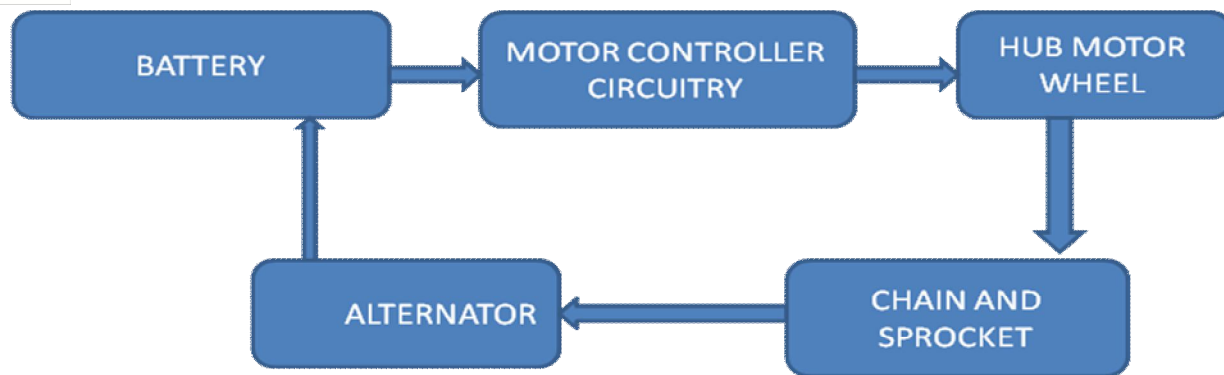 BATTERY
MOTOR CONTROLLER
CIRCUITRY
HUB MOTOR
WHEEL
ALTERNATOR
CHAIN AND
SPROCKET